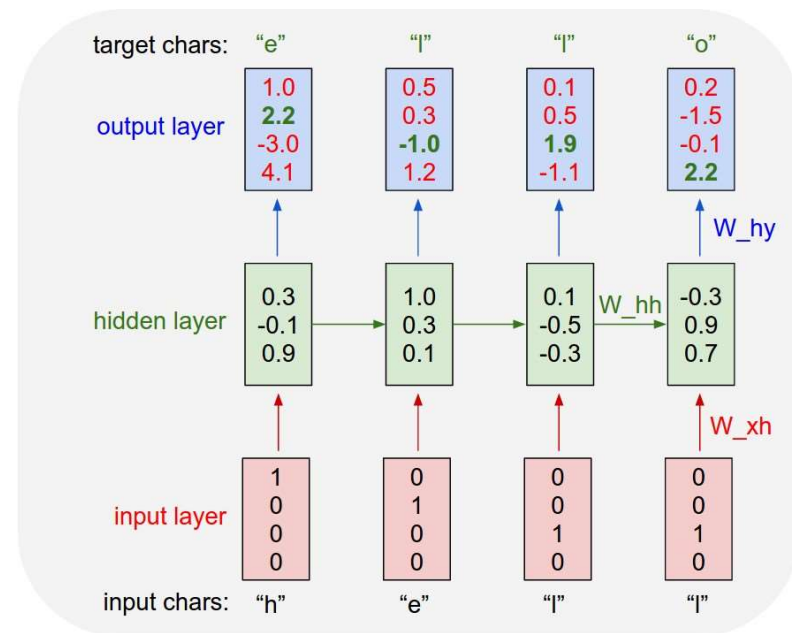 target chars: “e” “l” “l” “o”
1.0 0.5 0.1 0.2
2.2 0.3 0.5 -1.5
output layer
-3.0 -1.0 1.9 -0.1
4.1 1.2 -1.1 2.2
W_hy
0.3 1.0 0.1 -0.3
W_hh
hidden layer -0.1 0.3 -0.5 0.9
0.9 0.1 -0.3 0.7
W_xh
1 0 0 0
0 1 0 0
input layer
0 0 1 1
0 0 0 0
input chars: “h” “e” “l” “l”